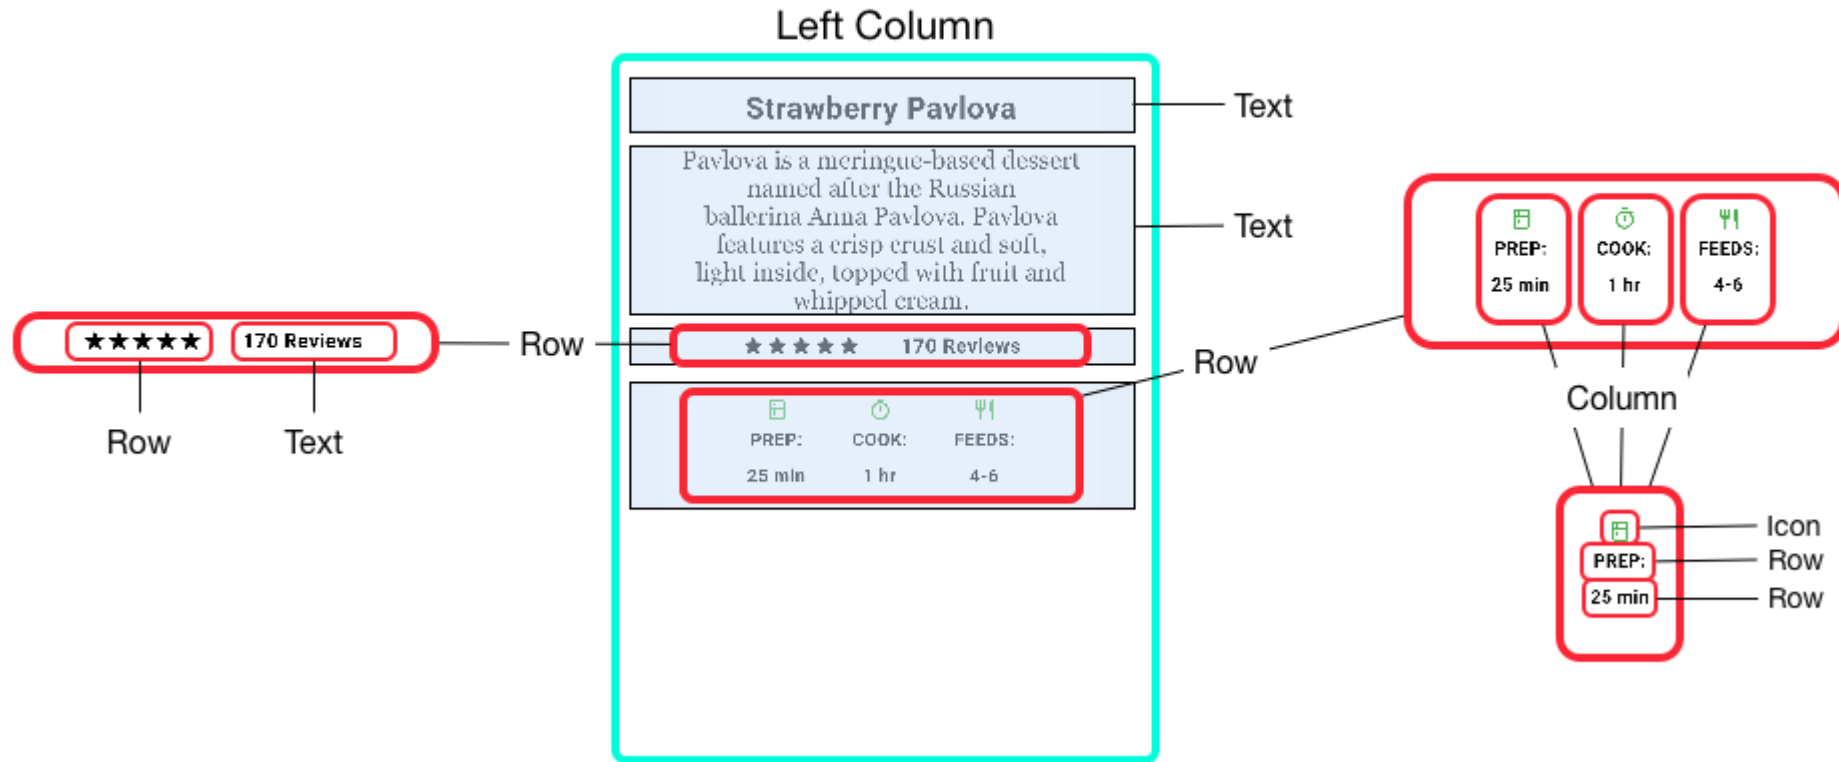 Left Column
Strawberry Pavlova
Text
Pavlova is a meringue-based dessert
named after the Russian
ballerina Anna Pavlova. Pavlova
features a crisp crust and soft,
light inside, topped with fruit and
whipped cream.
Text
★★★★★ 170 Reviews
Row
Text
Row
★★★★★ 170 Reviews
Row
PREP: COOK: FEEDS:
25 min 1 hr 4-6
PREP: COOK: FEEDS:
25 min 1 hr 4-6
Column
PREP:
25 min
Icon
Row
Row